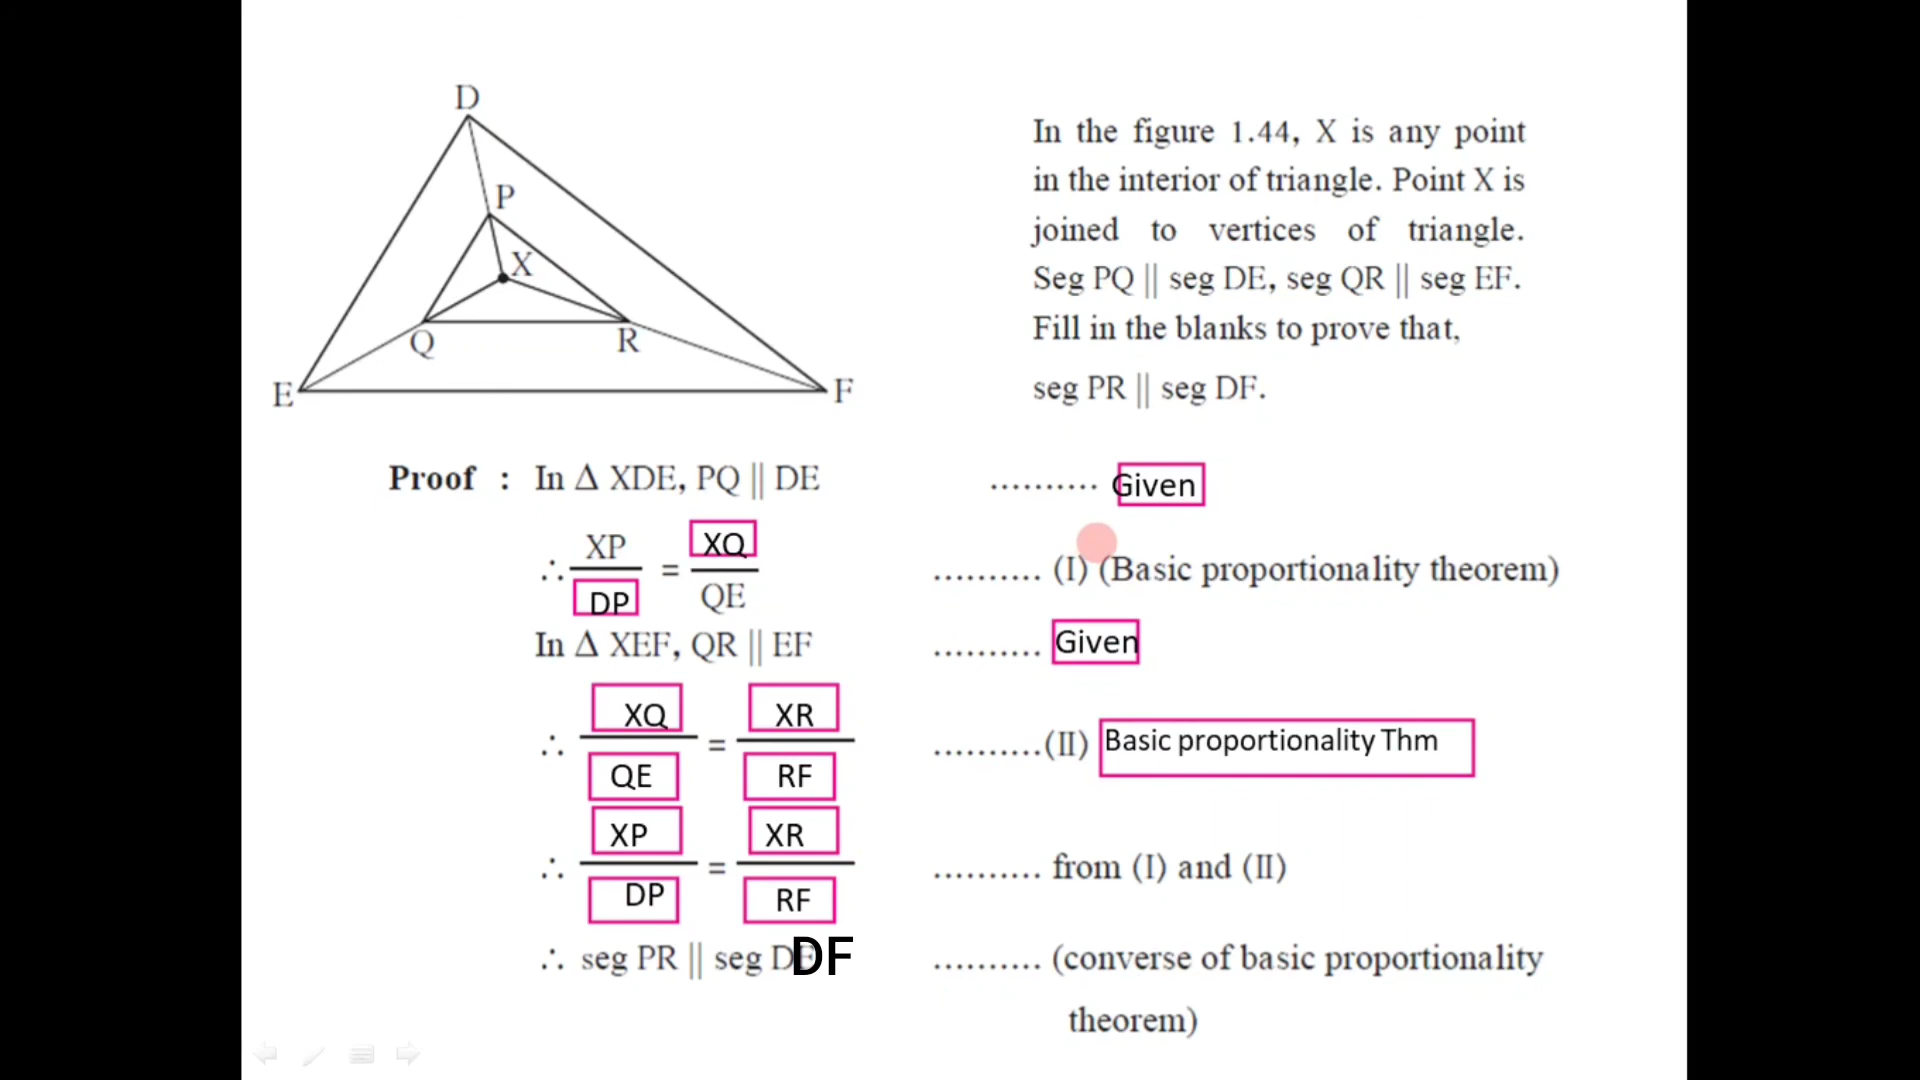 D
P
X
Q
R
E
F
In the figure 1.44, X is any point
in the interior of triangle. Point X is
joined to vertices of triangle.
Seg PQ || seg DE, seg QR || seg EF.
Fill in the blanks to prove that,
seg PR || seg DF.
Proof : In Δ XDE, PQ || DE .......... Given
∴ XP/DP = XQ/QE .......... (I) (Basic proportionality theorem)
In Δ XEF, QR || EF .......... Given
∴ XQ/QE = XR/RF ..........(II) Basic proportionality Thm
∴ XP/DP = XR/RF .......... from (I) and (II)
∴ seg PR || seg DF .......... (converse of basic proportionality
theorem)